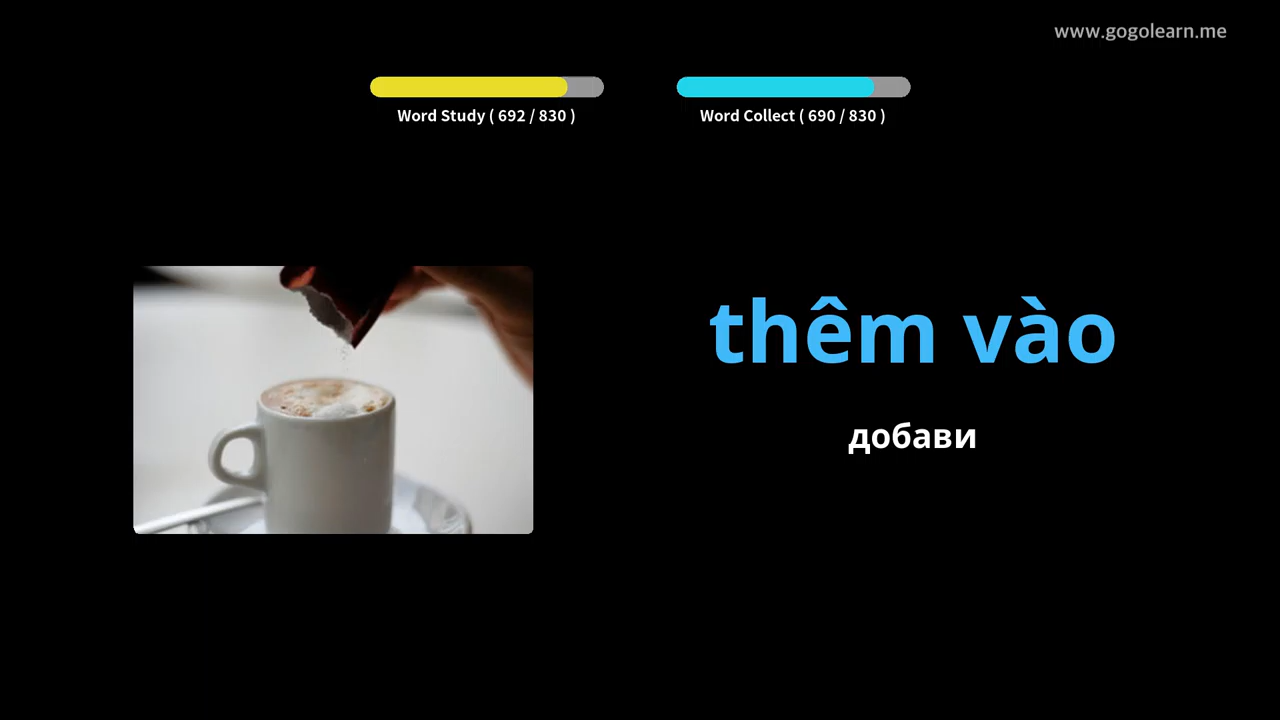 www.gogolearn.me
Word Study ( 692 / 830 )
Word Collect ( 690 / 830 )
thêm vào
добави